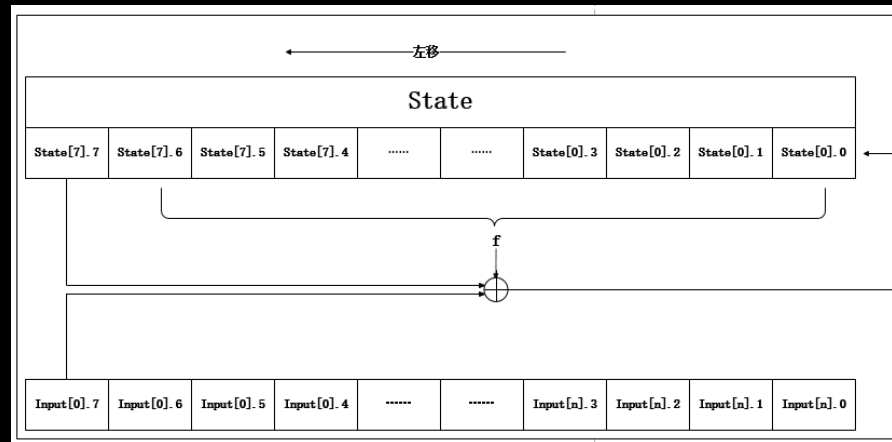 左移
State
State[7].7 State[7].6 State[7].5 State[7].4 ...... ...... State[0].3 State[0].2 State[0].1 State[0].0
f
Input[0].7 Input[0].6 Input[0].5 Input[0].4 ...... ...... Input[n].3 Input[n].2 Input[n].1 Input[n].0